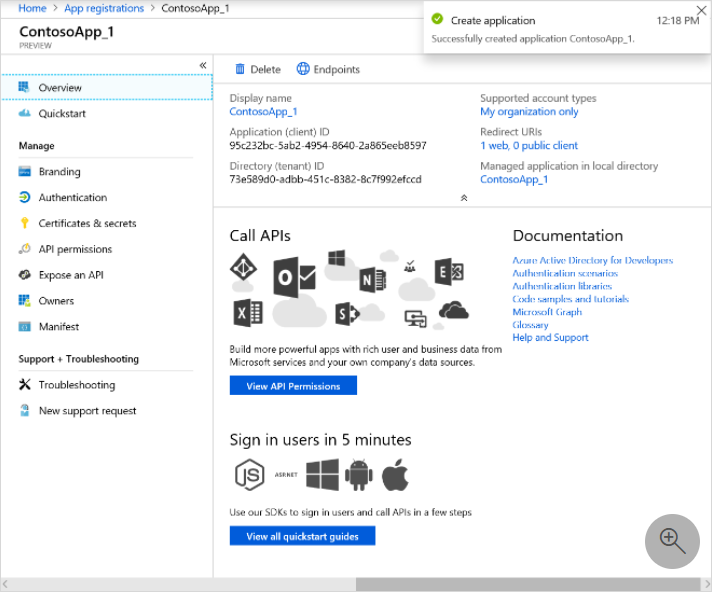 Home > App registrations > ContosoApp_1
ContosoApp_1
PREVIEW
Create application
12:18 PM
Successfully created application ContosoApp_1.
«
Overview
Quickstart
Manage
Branding
Authentication
Certificates & secrets
API permissions
Expose an API
Owners
Manifest
Support + Troubleshooting
Troubleshooting
New support request
Delete
Endpoints
Display name
ContosoApp_1
Application (client) ID
95c232bc-5ab2-4954-8640-2a865eeb8597
Directory (tenant) ID
73e589d0-adbb-451c-8382-8c7f992efccd
Supported account types
My organization only
Redirect URIs
1 web, 0 public client
Managed application in local directory
ContosoApp_1
Call APIs
O
N
E
X
S
Build more powerful apps with rich user and business data from
Microsoft services and your own company's data sources.
View API Permissions
Sign in users in 5 minutes
JS
ASP.NET
Use our SDKs to sign in users and call APIs in a few steps
View all quickstart guides
Documentation
Azure Active Directory for Developers
Authentication scenarios
Authentication libraries
Code samples and tutorials
Microsoft Graph
Glossary
Help and Support